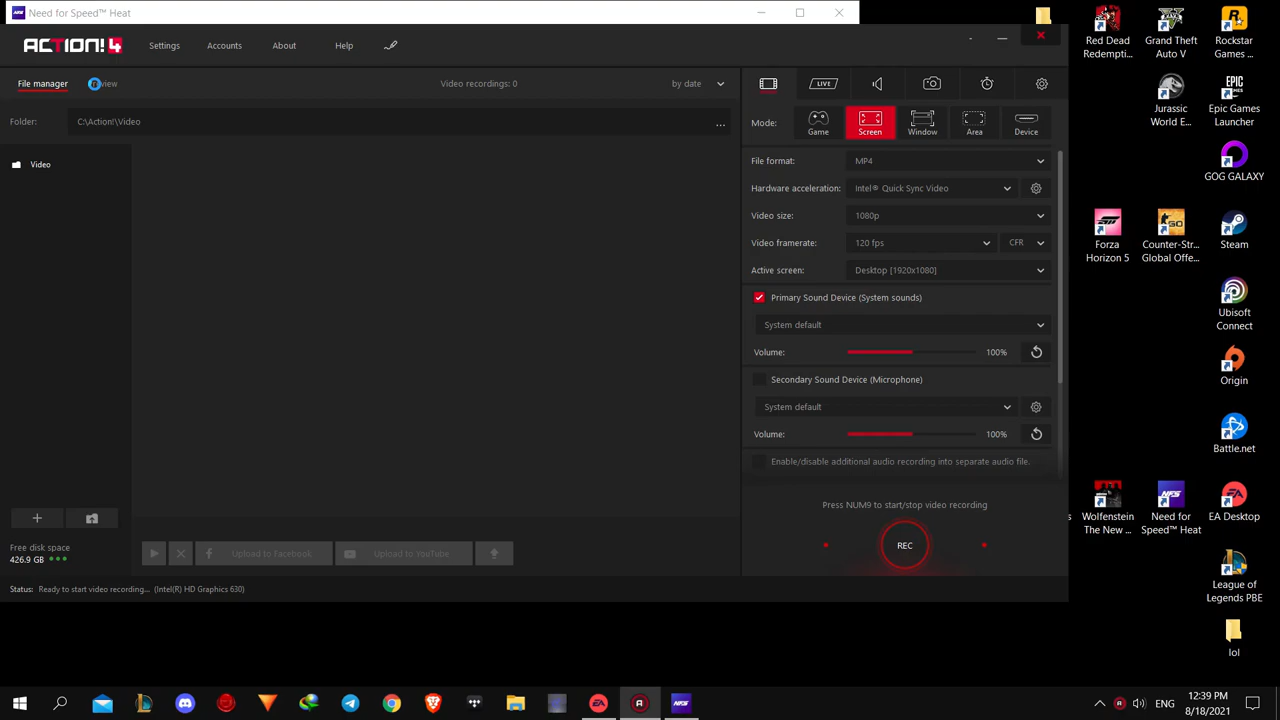 Need for Speed™ Heat
ACTION! 4
Settings
Accounts
About
Help
File manager
Video recordings: 0
by date
LIVE
Folder:
C:\Action!\Video
...
Video
Mode:
Game
Screen
Window
Area
Device
File format:
MP4
Hardware acceleration:
Intel® Quick Sync Video
Video size:
1080p
Video framerate:
120 fps
CFR
Active screen:
Desktop [1920x1080]
Primary Sound Device (System sounds)
System default
Volume:
100%
Secondary Sound Device (Microphone)
System default
Volume:
100%
Enable/disable additional audio recording into separate audio file.
Press NUM9 to start/stop video recording
REC
Free disk space
426.9 GB
Upload to Facebook
Upload to YouTube
Status:
Ready to start video recording... (Intel(R) HD Graphics 630)
Red Dead
Redempti...
Grand Theft
Auto V
Rockstar
Games ...
Jurassic
World E...
Epic Games
Launcher
GOG GALAXY
Forza
Horizon 5
Counter-Str...
Global Offe...
Steam
Ubisoft
Connect
Origin
Battle.net
Wolfenstein
The New ...
Need for
Speed™ Heat
EA Desktop
League of
Legends PBE
lol
ENG
12:39 PM
8/18/2021